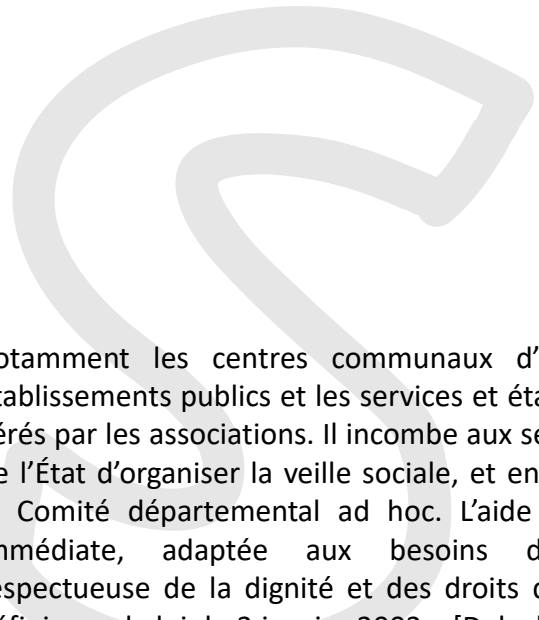 otamment les centres communaux d'
tablissements publics et les services et éta
érés par les associations. Il incombe aux se
e l'État d'organiser la veille sociale, et en
Comité départemental ad hoc. L'aide
mmédiate, adaptée aux besoins d
espectueuse de la dignité et des droits d